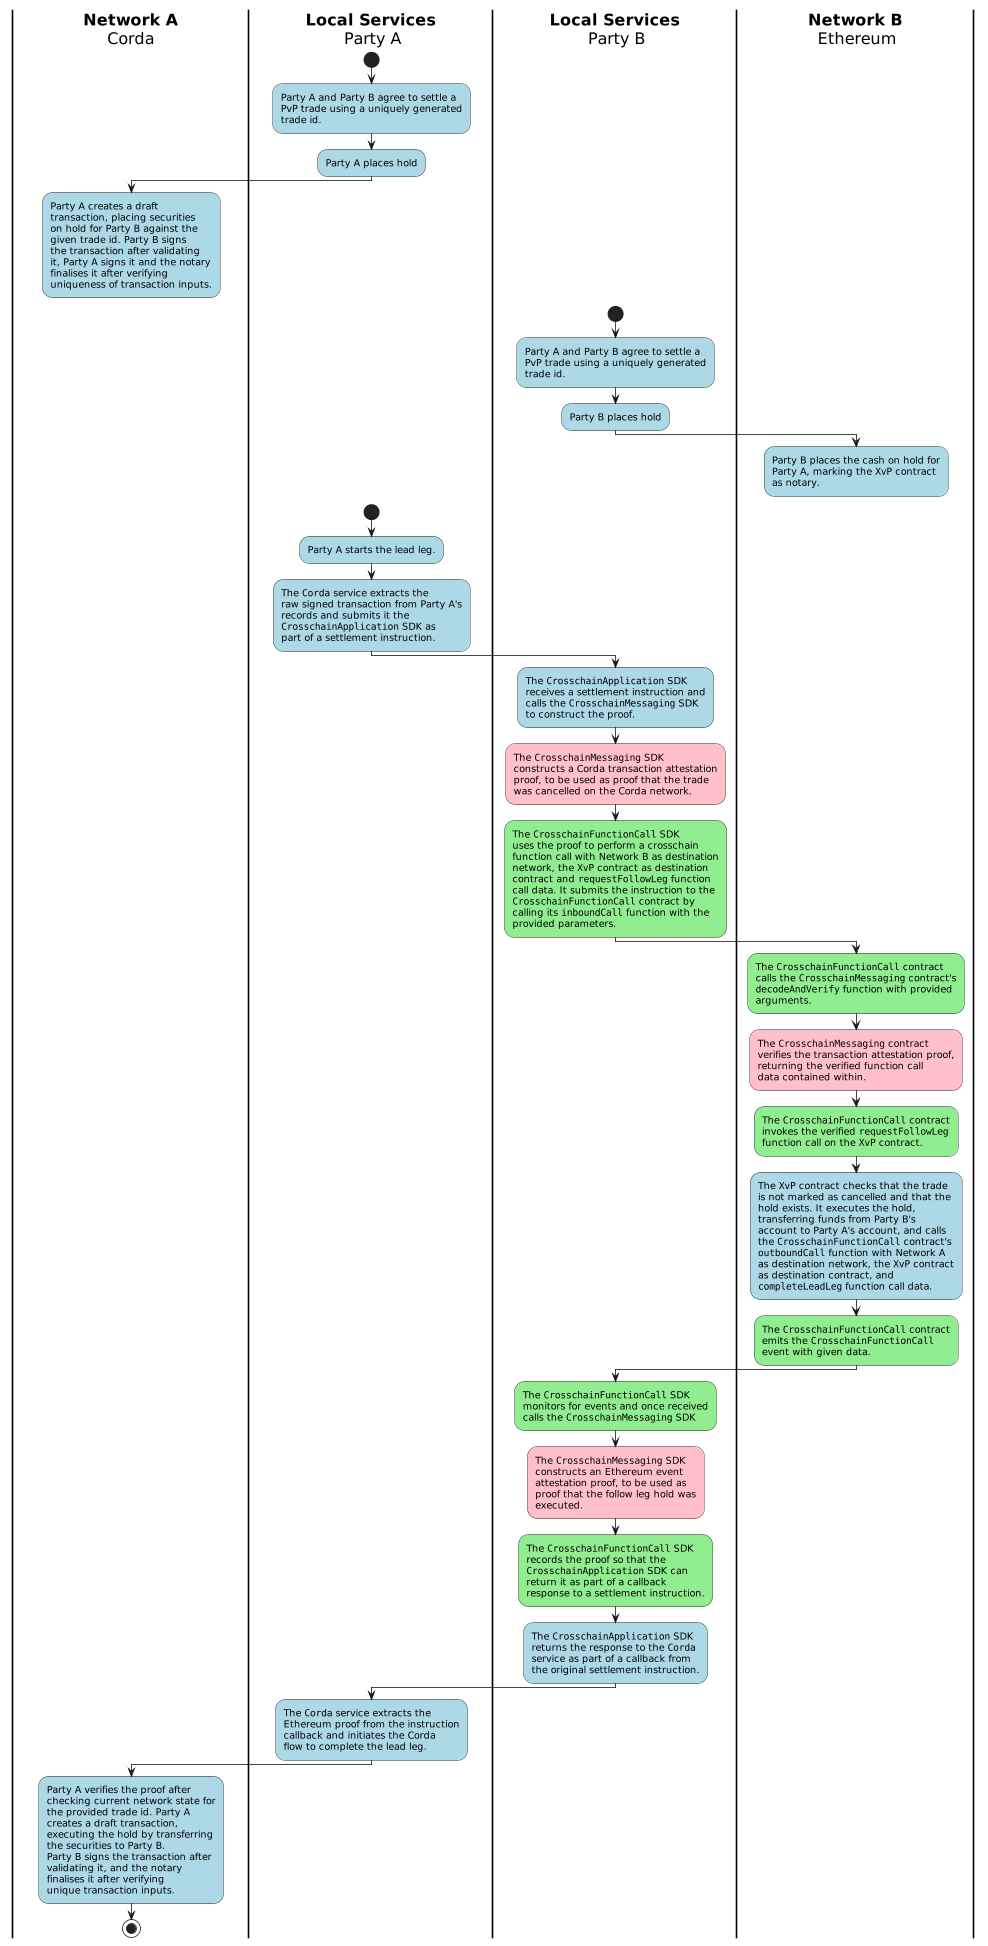 Network A
Corda
Local Services
Party A
Local Services
Party B
Network B
Ethereum
Party A and Party B agree to settle a
PvP trade using a uniquely generated
trade id.
Party A places hold
Party A creates a draft
transaction, placing securities
on hold for Party B against the
given trade id. Party B signs
the transaction after validating
it, Party A signs it and the notary
finalises it after verifying
uniqueness of transaction inputs.
Party A and Party B agree to settle a
PvP trade using a uniquely generated
trade id.
Party B places hold
Party B places the cash on hold for
Party A, marking the XvP contract
as notary.
Party A starts the lead leg.
The Corda service extracts the
raw signed transaction from Party A's
records and submits it the
CrosschainApplication SDK as
part of a settlement instruction.
The CrosschainApplication SDK
receives a settlement instruction and
calls the CrosschainMessaging SDK
to construct the proof.
The CrosschainMessaging SDK
constructs a Corda transaction attestation
proof, to be used as proof that the trade
was cancelled on the Corda network.
The CrosschainFunctionCall SDK
uses the proof to perform a crosschain
function call with Network B as destination
network, the XvP contract as destination
contract and requestFollowLeg function
call data. It submits the instruction to the
CrosschainFunctionCall contract by
calling its inboundCall function with the
provided parameters.
The CrosschainFunctionCall contract
calls the CrosschainMessaging contract's
decodeAndVerify function with provided
arguments.
The CrosschainMessaging contract
verifies the transaction attestation proof,
returning the verified function call
data contained within.
The CrosschainFunctionCall contract
invokes the verified requestFollowLeg
function call on the XvP contract.
The XvP contract checks that the trade
is not marked as cancelled and that the
hold exists. It executes the hold,
transferring funds from Party B's
account to Party A's account, and calls
the CrosschainFunctionCall contract's
outboundCall function with Network A
as destination network, the XvP contract
as destination contract, and
completeLeadLeg function call data.
The CrosschainFunctionCall contract
emits the CrosschainFunctionCall
event with given data.
The CrosschainFunctionCall SDK
monitors for events and once received
calls the CrosschainMessaging SDK
The CrosschainMessaging SDK
constructs an Ethereum event
attestation proof, to be used as
proof that the follow leg hold was
executed.
The CrosschainFunctionCall SDK
records the proof so that the
CrosschainApplication SDK can
return it as part of a callback
response to a settlement instruction.
The CrosschainApplication SDK
returns the response to the Corda
service as part of a callback from
the original settlement instruction.
The Corda service extracts the
Ethereum proof from the instruction
callback and initiates the Corda
flow to complete the lead leg.
Party A verifies the proof after
checking current network state for
the provided trade id. Party A
creates a draft transaction,
executing the hold by transferring
the securities to Party B.
Party B signs the transaction after
validating it, and the notary
finalises it after verifying
unique transaction inputs.